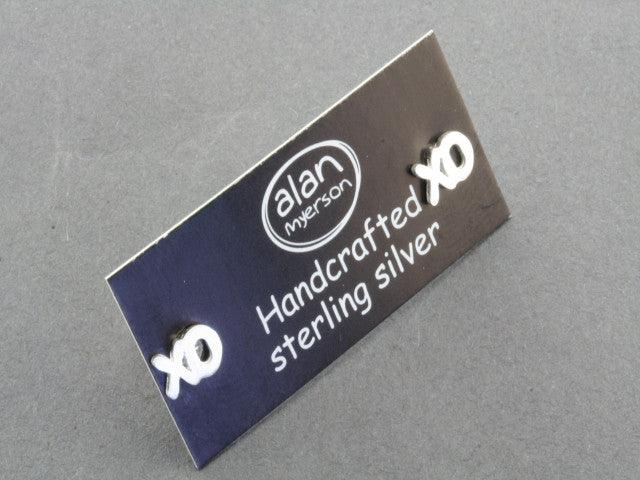 alan
myerson
Handcrafted
sterling silver
XO
XO